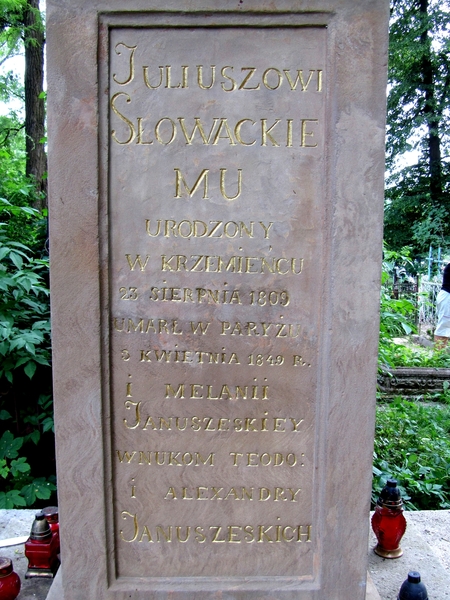 JULIUSZOWI
SŁOWACKIE
MU
URODZONY
W KRZEMIEŃCU
23 SIERPNIA 1809
UMARŁ W PARYŻU
3 KWIETNIA 1849 R.
I MELANII
JANUSZESKIEY
WNUKOM TEODO:
I ALEXANDRY
JANUSZESKICH